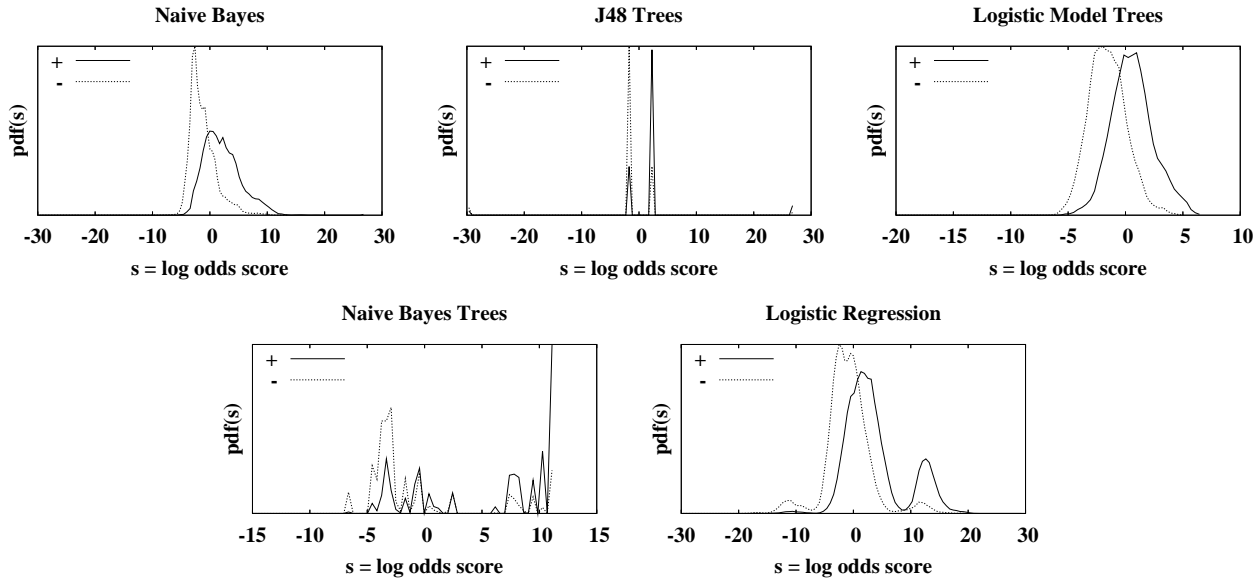 Naive Bayes
+
-
pdf(s)
-30 -20 -10 0 10 20 30
s = log odds score
J48 Trees
+
-
pdf(s)
-30 -20 -10 0 10 20 30
s = log odds score
Logistic Model Trees
+
-
pdf(s)
-20 -15 -10 -5 0 5 10
s = log odds score
Naive Bayes Trees
+
-
pdf(s)
-15 -10 -5 0 5 10 15
s = log odds score
Logistic Regression
+
-
pdf(s)
-30 -20 -10 0 10 20 30
s = log odds score